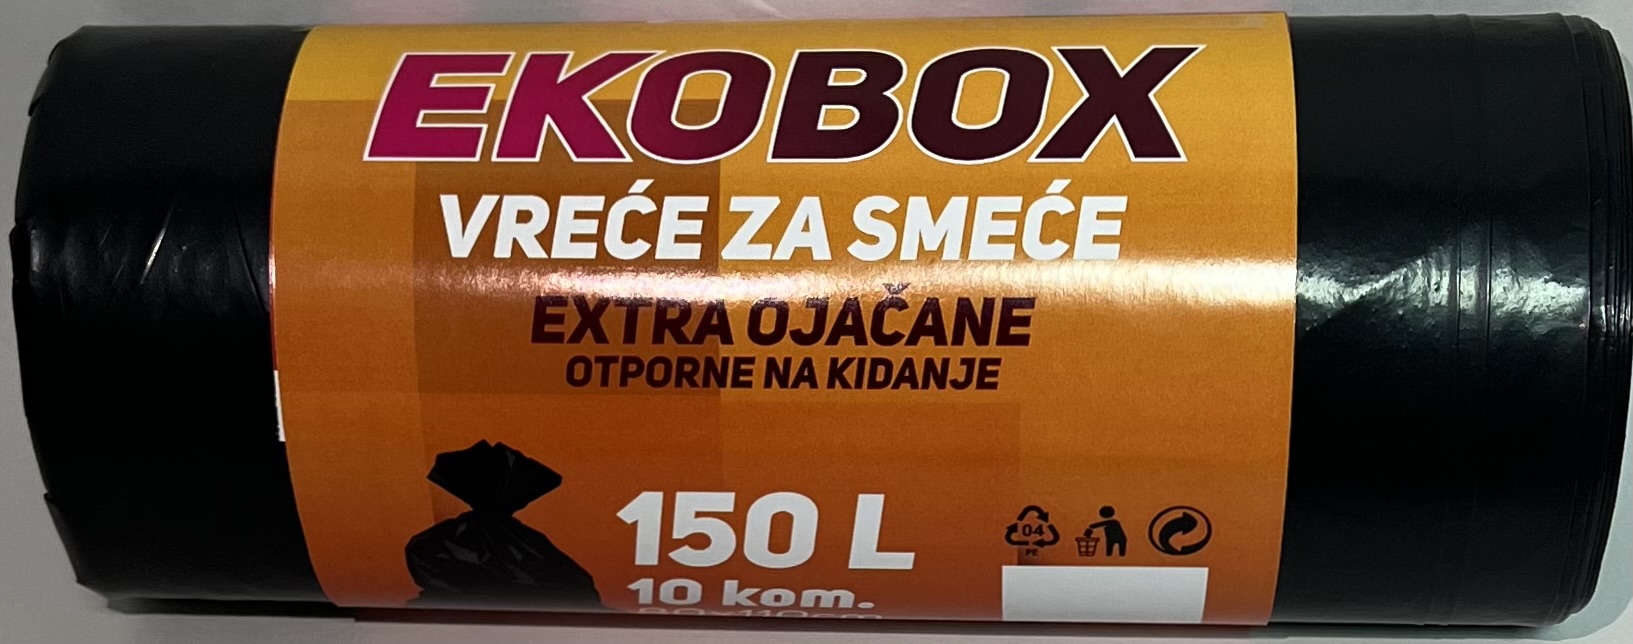 EKOBOX
VREĆE ZA SMEĆE
EXTRA OJAČANE
OTPORNE NA KIDANJE
150 L
10 kom.
04
PE